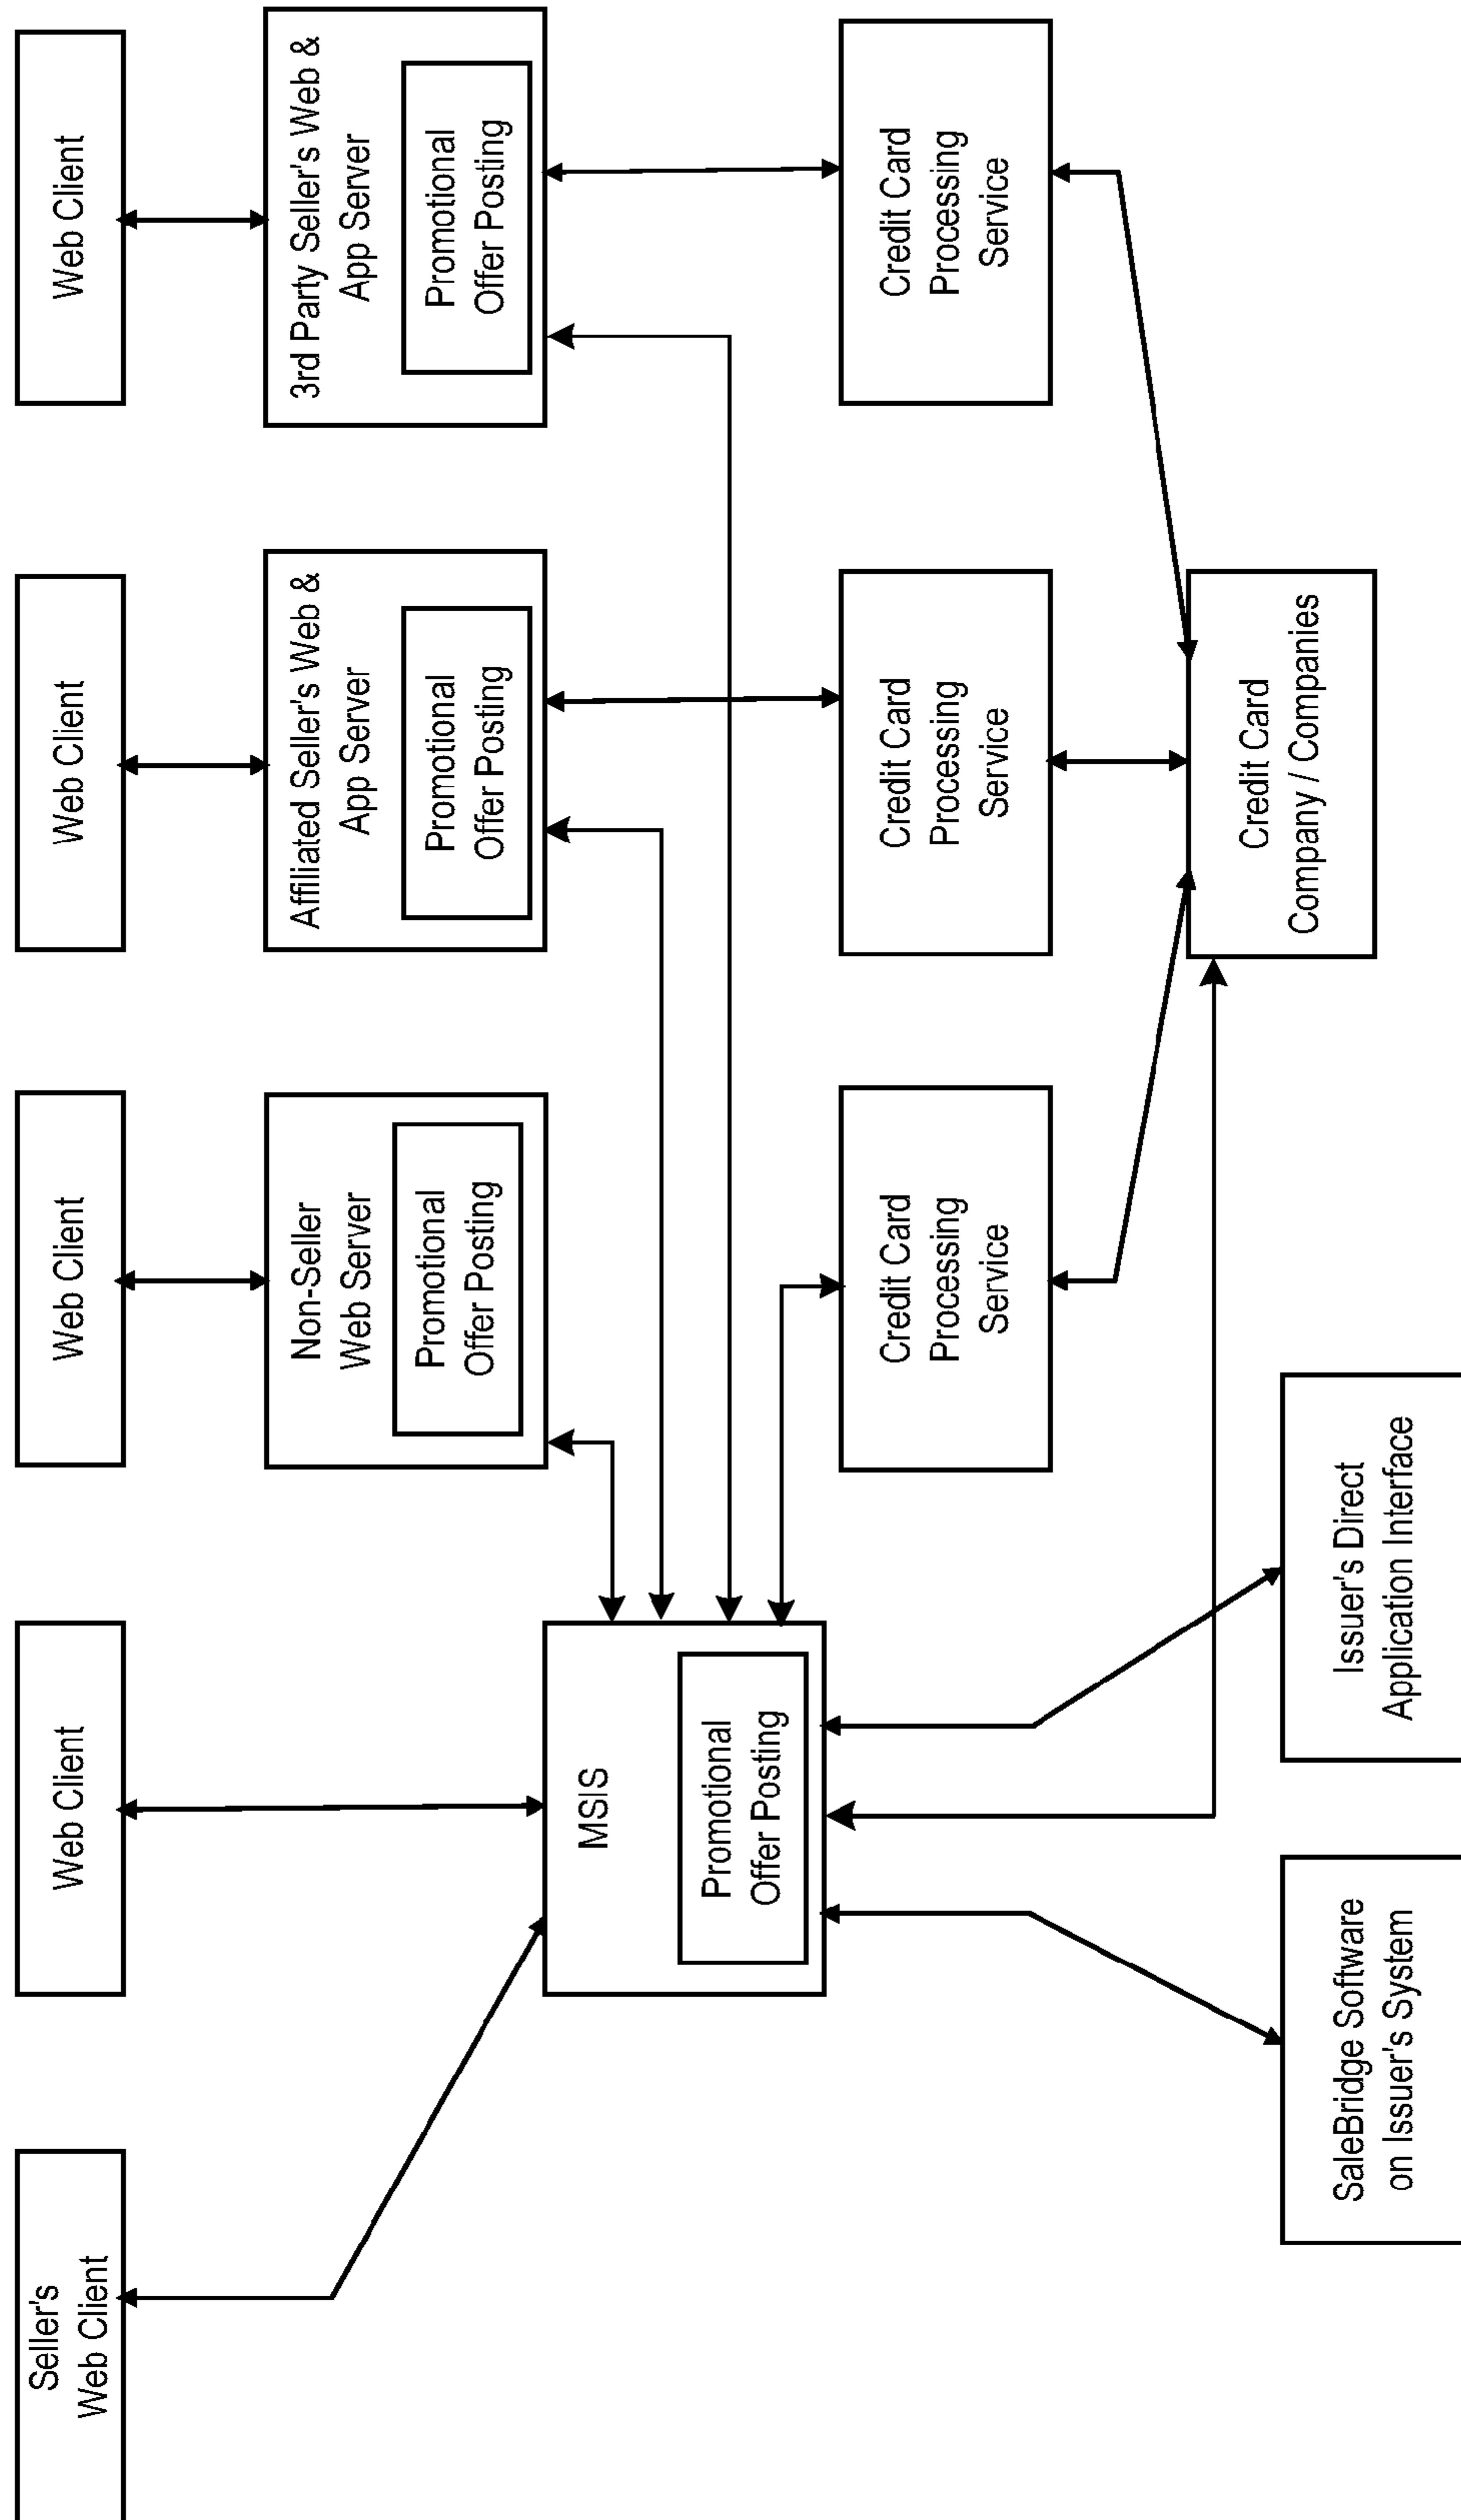 Seller's
Web Client
Web Client
Web Client
Web Client
Web Client
Non-Seller
Web Server
Promotional
Offer Posting
Affiliated Seller's Web &
App Server
Promotional
Offer Posting
3rd Party Seller's Web &
App Server
Promotional
Offer Posting
MSIS
Promotional
Offer Posting
Credit Card
Processing
Service
Credit Card
Processing
Service
Credit Card
Processing
Service
Credit Card
Company / Companies
SaleBridge Software
on Issuer's System
Issuer's Direct
Application Interface